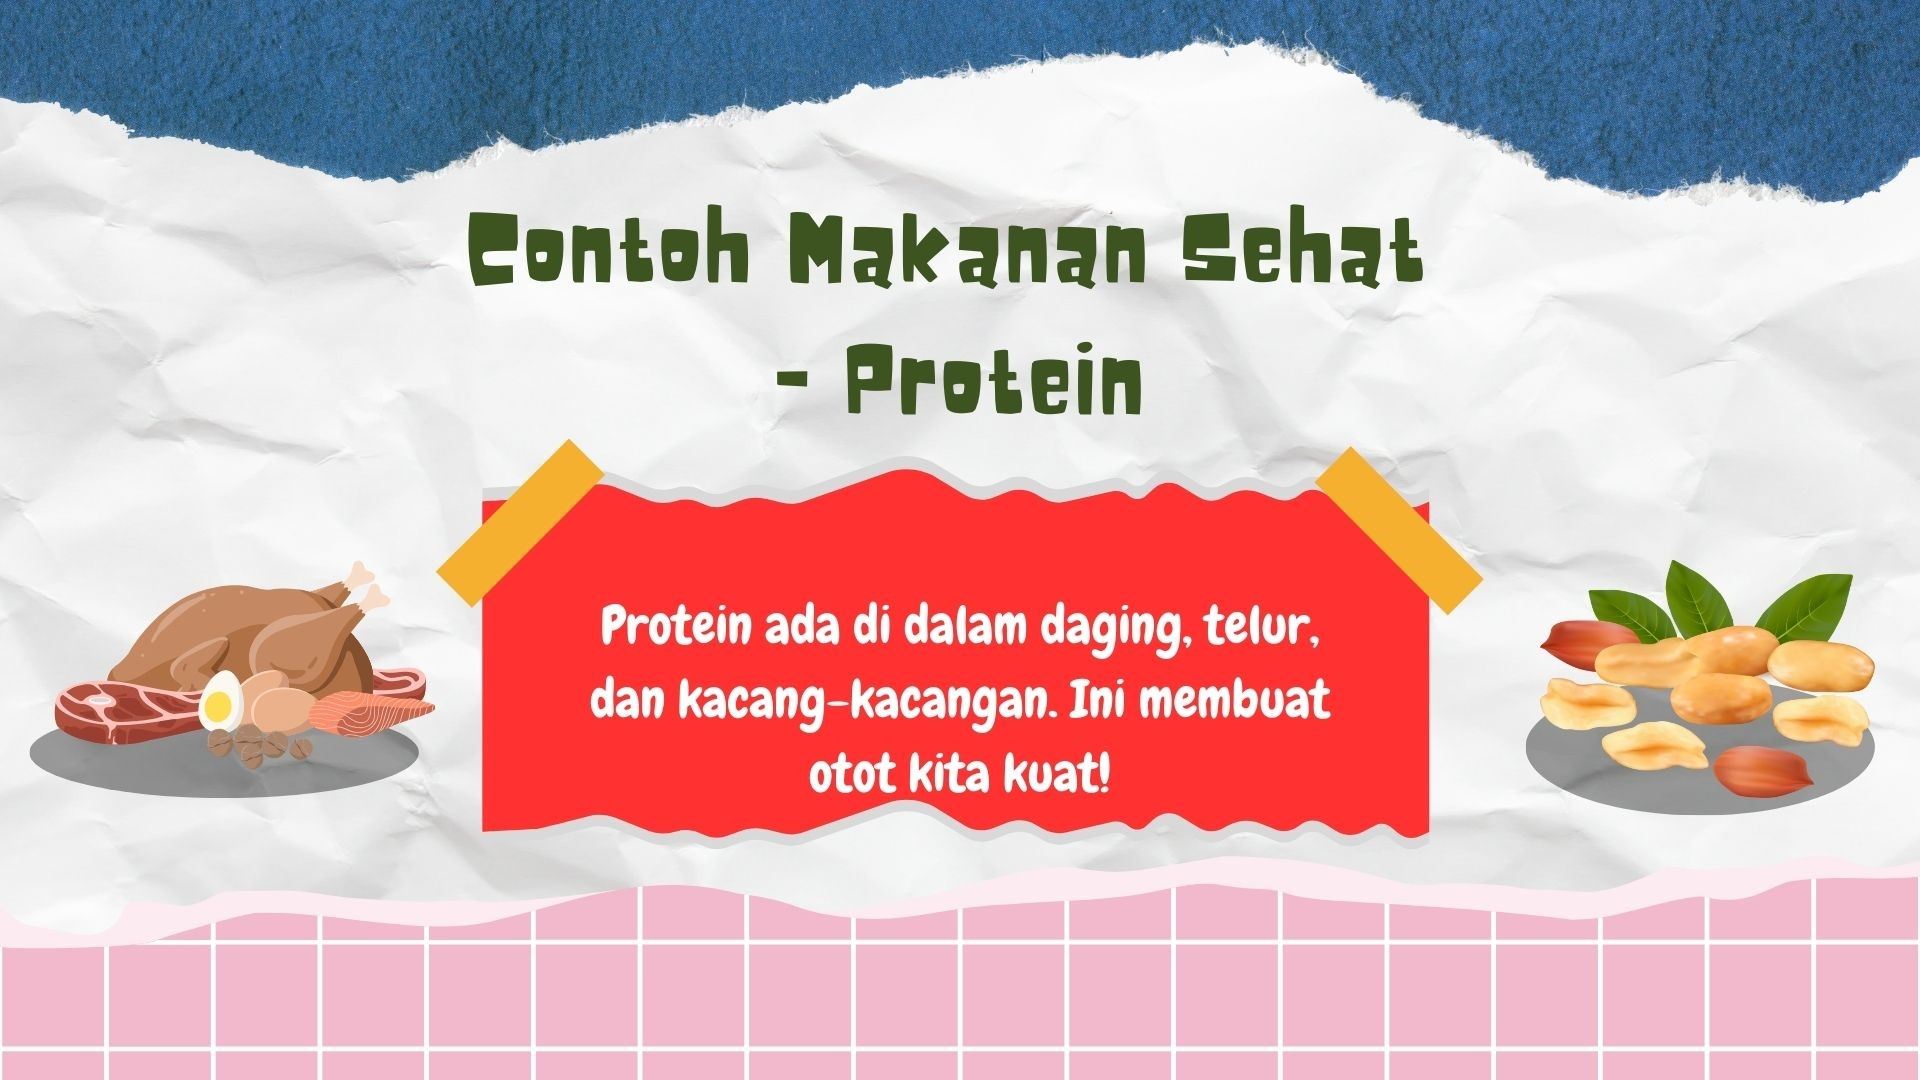 Contoh Makanan Sehat
- Protein
Protein ada di dalam daging, telur,
dan kacang-kacangan. Ini membuat
otot kita kuat!